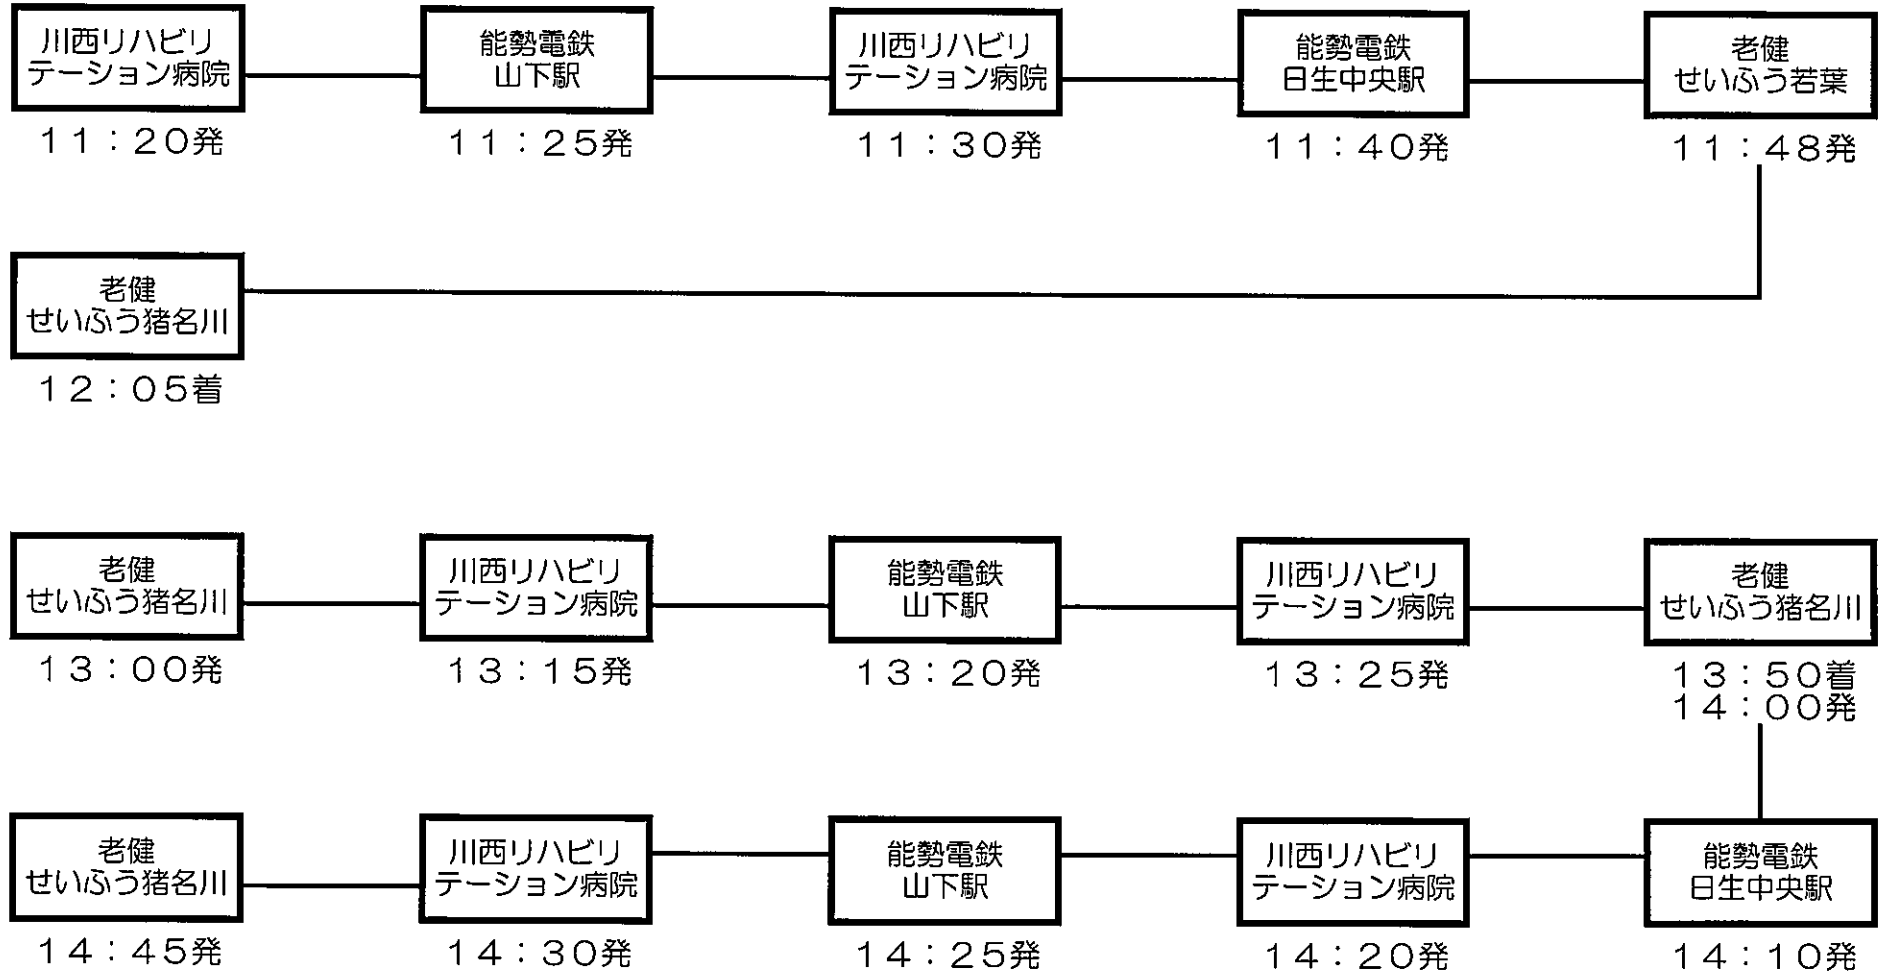 川西リハビリ
テーション病院
11：20発
能勢電鉄
山下駅
11：25発
川西リハビリ
テーション病院
11：30発
能勢電鉄
日生中央駅
11：40発
老健
せいふう若葉
11：48発
老健
せいふう猪名川
12：05着
老健
せいふう猪名川
13：00発
川西リハビリ
テーション病院
13：15発
能勢電鉄
山下駅
13：20発
川西リハビリ
テーション病院
13：25発
老健
せいふう猪名川
13：50着
14：00発
能勢電鉄
日生中央駅
14：10発
川西リハビリ
テーション病院
14：20発
能勢電鉄
山下駅
14：25発
川西リハビリ
テーション病院
14：30発
老健
せいふう猪名川
14：45発